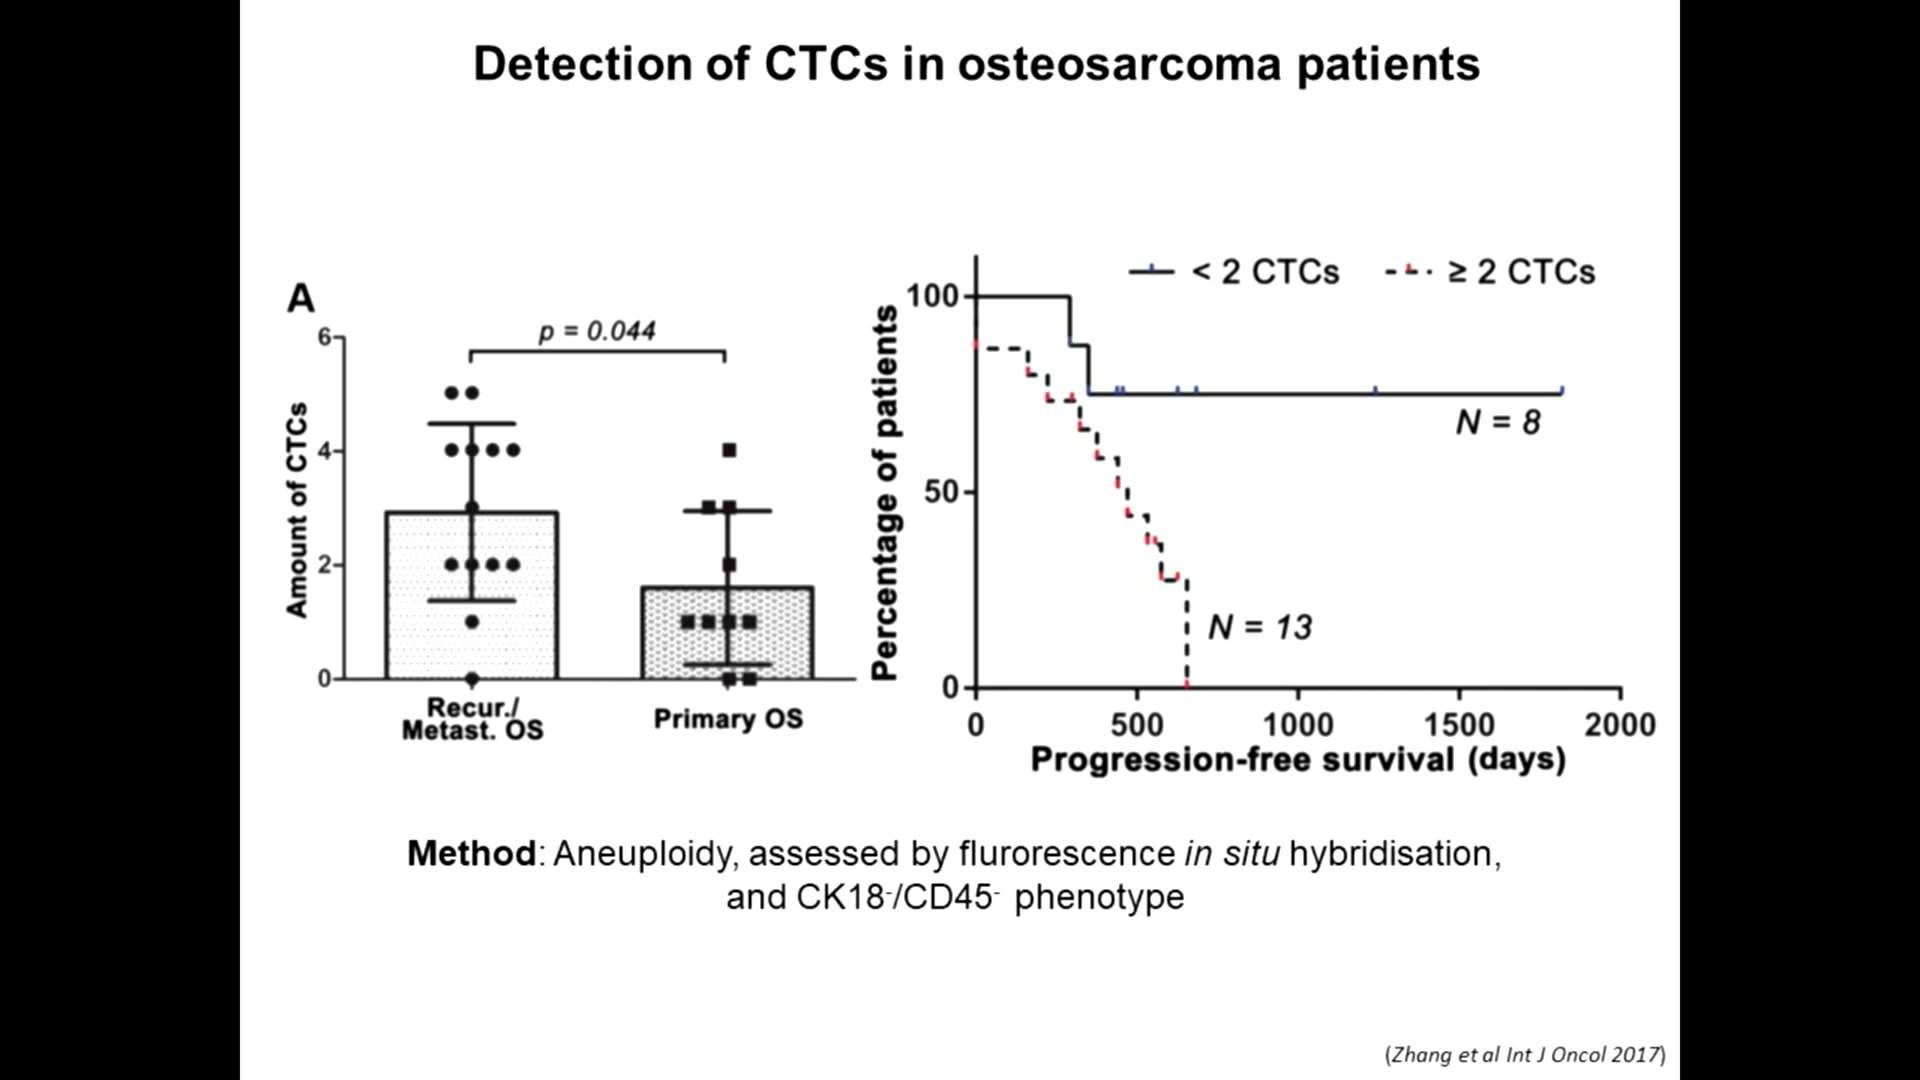 Detection of CTCs in osteosarcoma patients
A
p = 0.044
6
4
2
0
Amount of CTCs
Recur./
Metast. OS
Primary OS
< 2 CTCs
≥ 2 CTCs
100
50
0
Percentage of patients
N = 8
N = 13
0 500 1000 1500 2000
Progression-free survival (days)
Method: Aneuploidy, assessed by flurorescence in situ hybridisation,
and CK18-/CD45- phenotype
(Zhang et al Int J Oncol 2017)